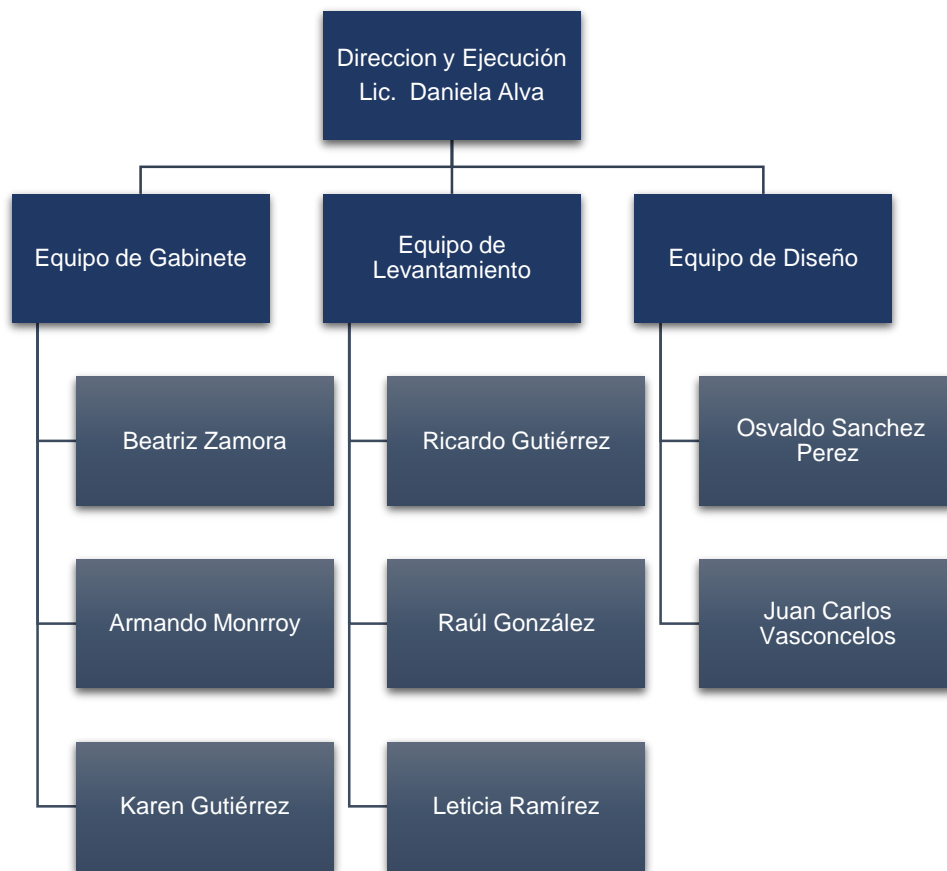 Direccion y Ejecución
Lic. Daniela Alva
Equipo de Gabinete
Equipo de
Levantamiento
Equipo de Diseño
Beatriz Zamora
Ricardo Gutiérrez
Osvaldo Sanchez
Perez
Armando Monrroy
Raúl González
Juan Carlos
Vasconcelos
Karen Gutiérrez
Leticia Ramírez